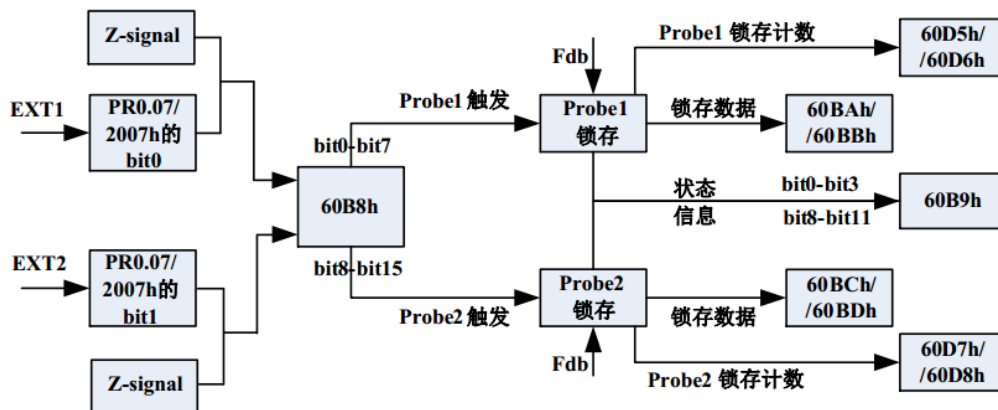 Z-signal
EXT1
PR0.07/
2007h的
bit0
EXT2
PR0.07/
2007h的
bit1
Z-signal
bit0-bit7
60B8h
bit8-bit15
Probe1 触发
Probe2 触发
Fdb
Probe1
锁存
Probe2
锁存
Fdb
Probe1 锁存计数
60D5h/
/60D6h
锁存数据
60BAh/
/60BBh
状态
信息
bit0-bit3
bit8-bit11
60B9h
锁存数据
60BCh/
/60BDh
Probe2 锁存计数
60D7h/
/60D8h